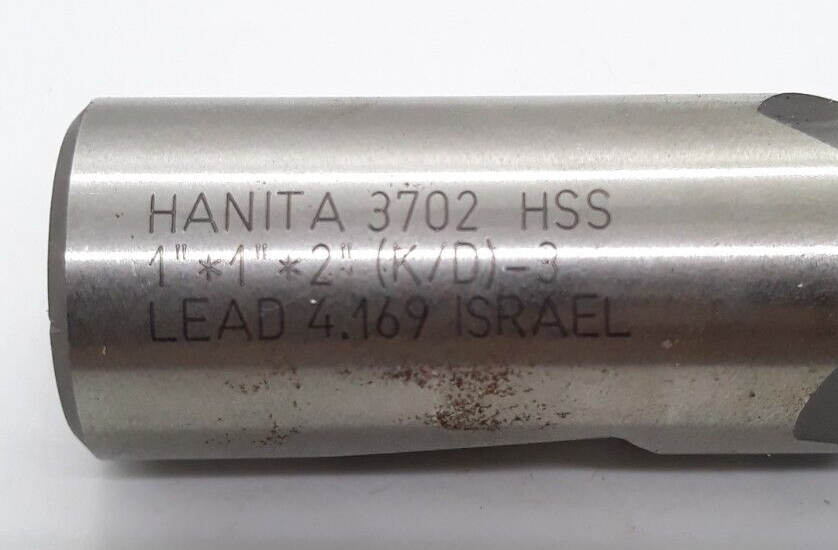 HANITA 3702 HSS
1"*1"*2" (K/D)-3
LEAD 4.169 ISRAEL